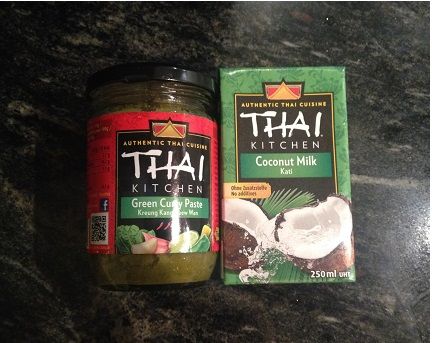 AUTHENTIC THAI CUISINE
THAI
KITCHEN
Green Curry Paste
Kreung Kang Keow Wan
AUTHENTIC THAI CUISINE
THAI
KITCHEN
Coconut Milk
Kati
Ohne Zusatzstoffe
No additives
250ml UHT